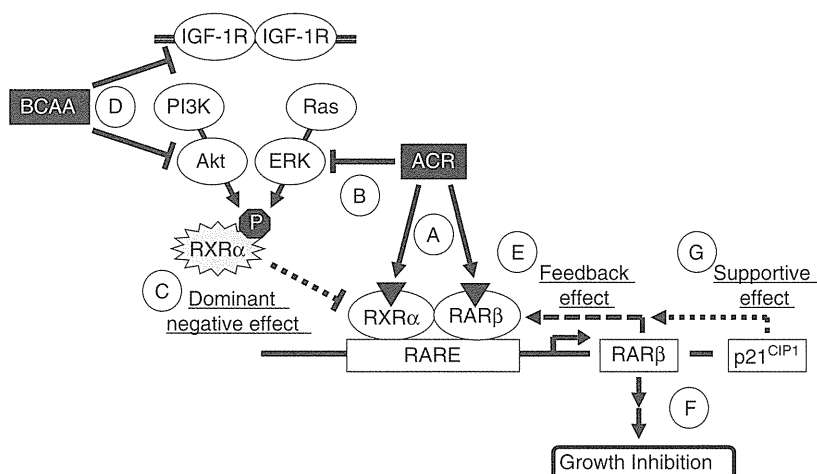 IGF-1R IGF-1R
BCAA
D
PI3K
Ras
Akt
ERK
ACR
B
P
RXRα
A
C
Dominant
negative effect
E
Feedback
effect
G
Supportive
effect
RXRα
RARβ
RARE
RARβ
p21CIP1
F
Growth Inhibition